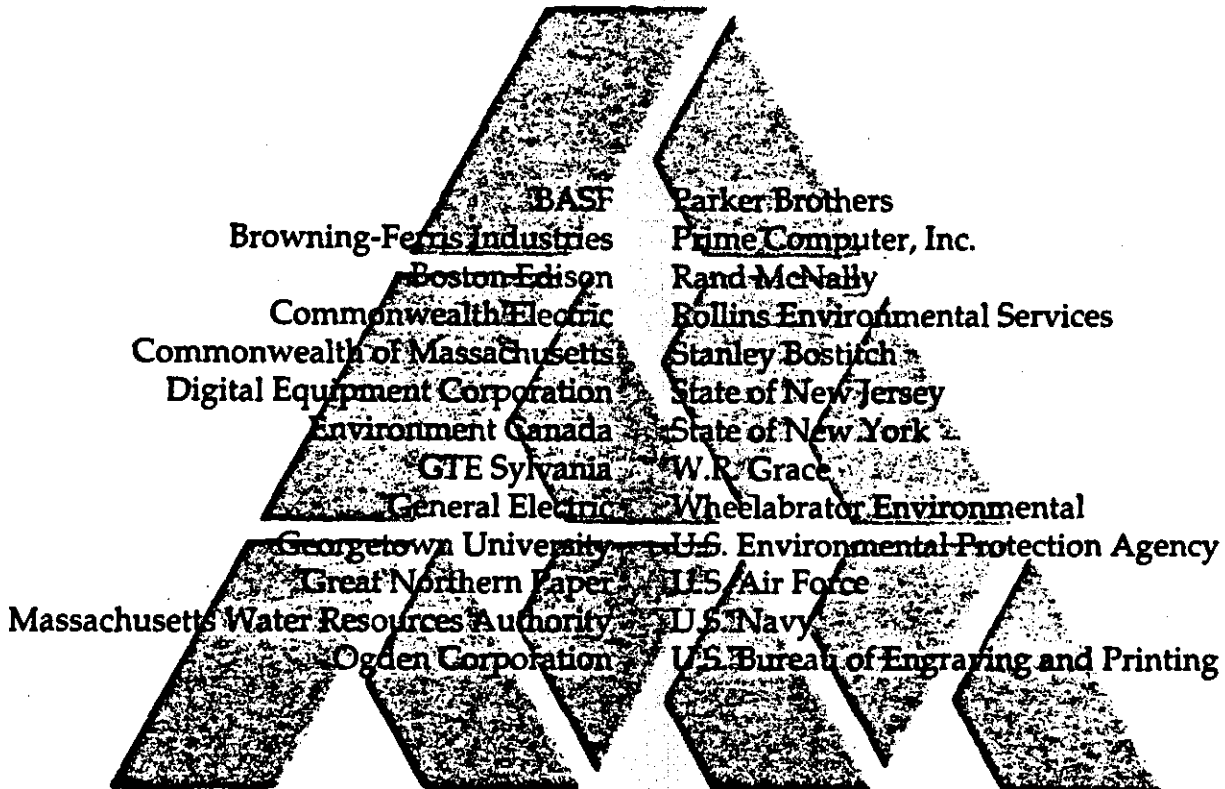 BASF
Browning-Ferris Industries
Boston Edison
Commonwealth Electric
Commonwealth of Massachusetts
Digital Equipment Corporation
Environment Canada
GTE Sylvania
General Electric
Georgetown University
Great Northern Paper
Massachusetts Water Resources Authority
Ogden Corporation
Parker Brothers
Prime Computer, Inc.
Rand McNally
Rollins Environmental Services
Stanley Bostitch
State of New Jersey
State of New York
W.R. Grace
Wheelabrator Environmental
U.S. Environmental Protection Agency
U.S. Air Force
U.S. Navy
U.S. Bureau of Engraving and Printing